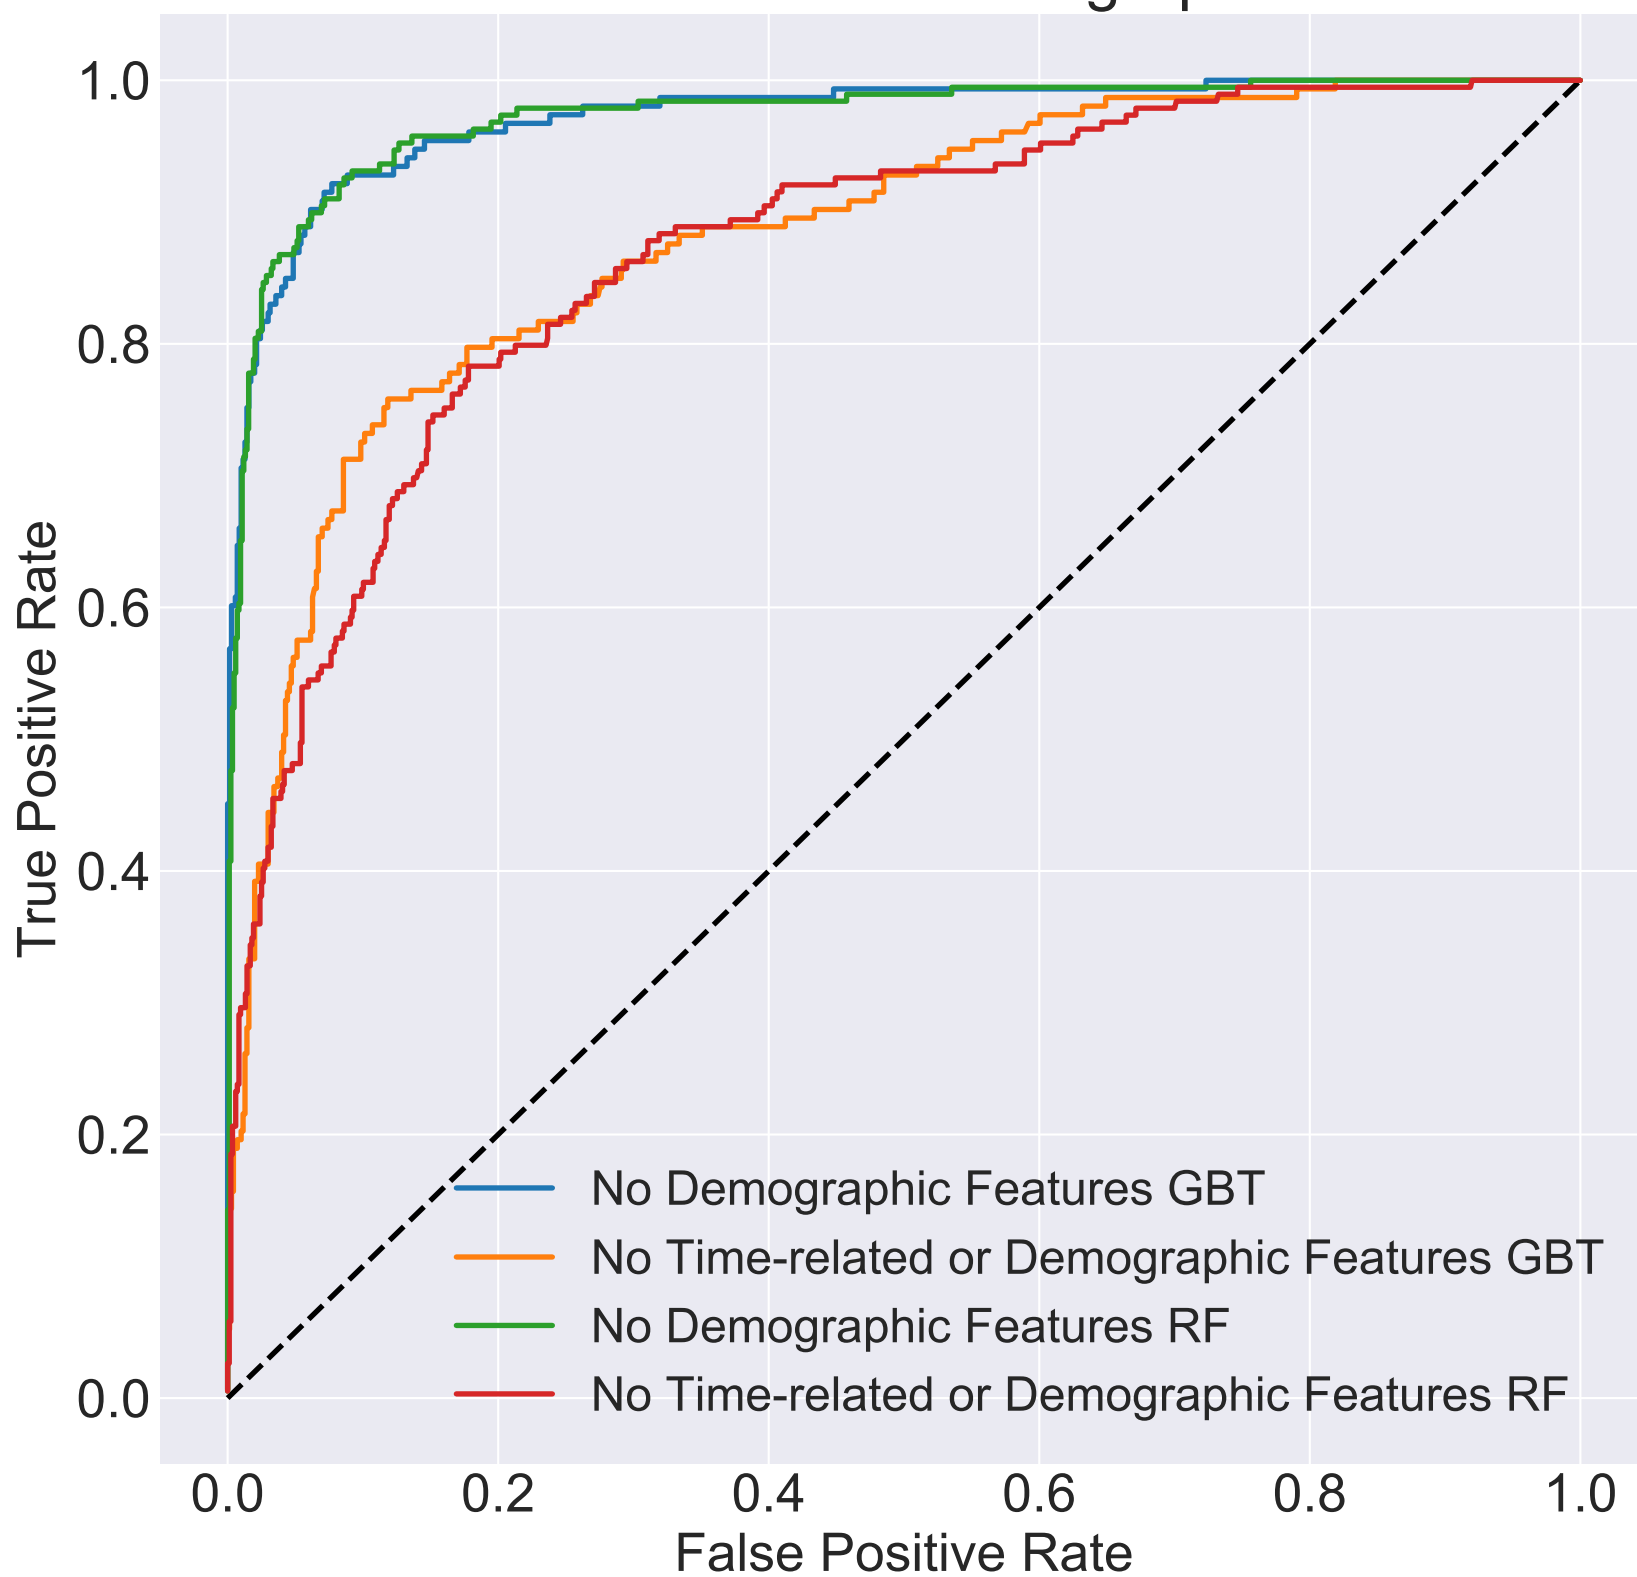 1.0
0.8
0.6
0.4
0.2
0.0
True Positive Rate
No Demographic Features GBT
No Time-related or Demographic Features GBT
No Demographic Features RF
No Time-related or Demographic Features RF
0.0 0.2 0.4 0.6 0.8 1.0
False Positive Rate